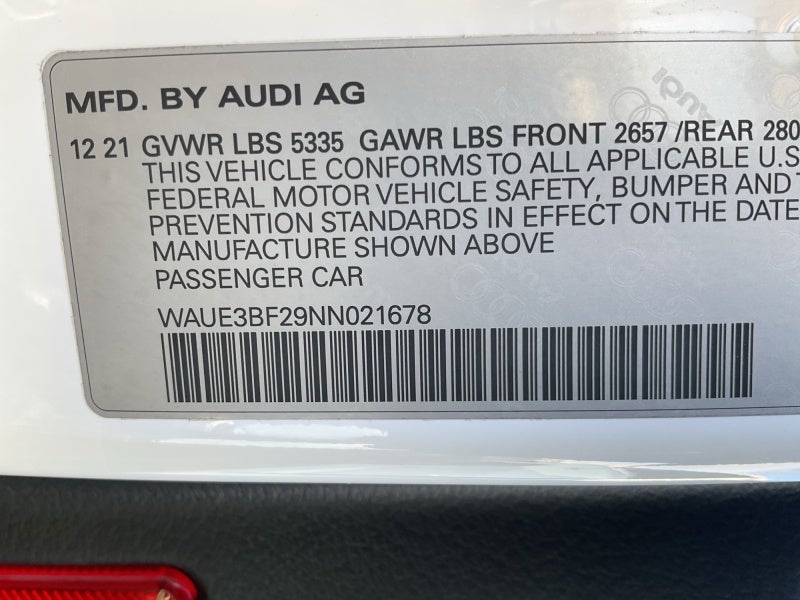 MFD. BY AUDI AG
12 21 GVWR LBS 5335 GAWR LBS FRONT 2657 /REAR 280
THIS VEHICLE CONFORMS TO ALL APPLICABLE U.S
FEDERAL MOTOR VEHICLE SAFETY, BUMPER AND T
PREVENTION STANDARDS IN EFFECT ON THE DATE
MANUFACTURE SHOWN ABOVE
PASSENGER CAR
WAUE3BF29NN021678